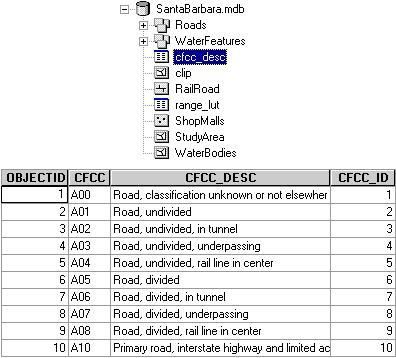 SantaBarbara.mdb
Roads
WaterFeatures
cfcc_desc
clip
RailRoad
range_lut
ShopMalls
StudyArea
WaterBodies
OBJECTID CFCC CFCC_DESC CFCC_ID
1 A00 Road, classification unknown or not elsewher 1
2 A01 Road, undivided 2
3 A02 Road, undivided, in tunnel 3
4 A03 Road, undivided, underpassing 4
5 A04 Road, undivided, rail line in center 5
6 A05 Road, divided 6
7 A06 Road, divided, in tunnel 7
8 A07 Road, divided, underpassing 8
9 A08 Road, divided, rail line in center 9
10 A10 Primary road, interstate highway and limited ac 10